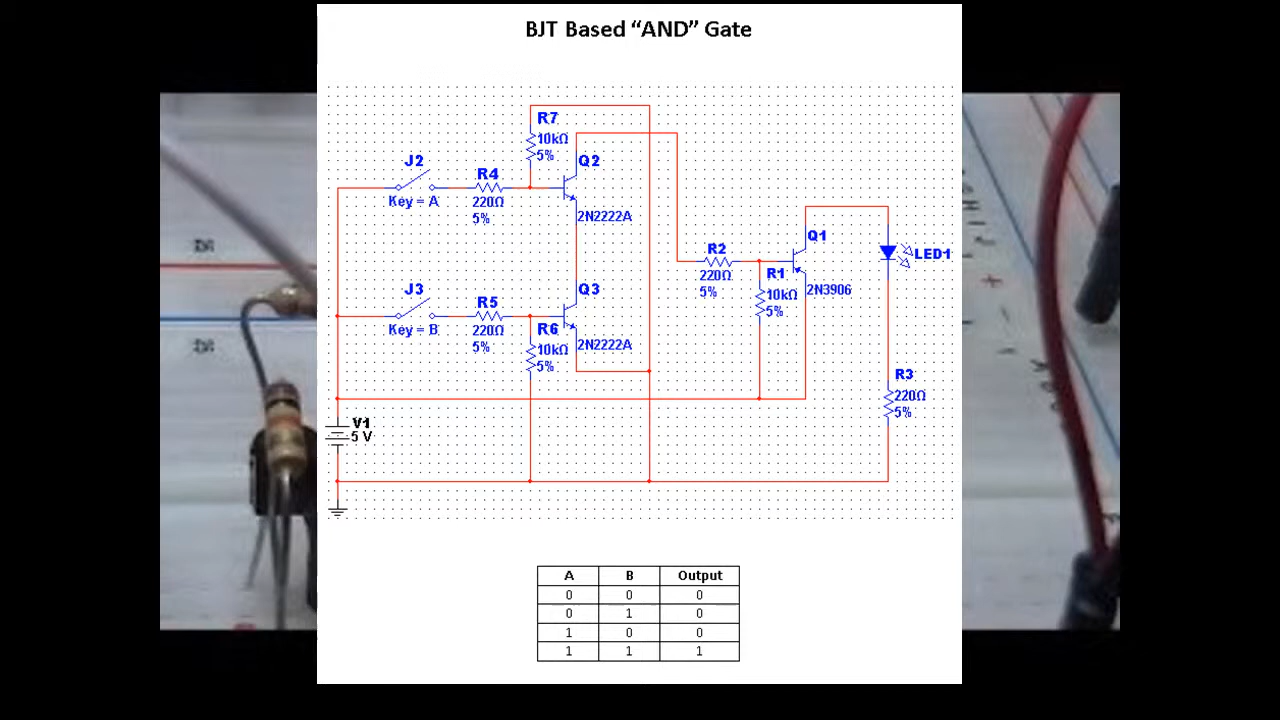 BJT Based “AND” Gate
R7
10kΩ
5%
J2
Key = A
R4
220Ω
5%
Q2
2N2222A
J3
Key = B
R5
220Ω
5%
Q3
2N2222A
R6
10kΩ
5%
R2
220Ω
5%
Q1
2N3906
R1
10kΩ
5%
LED1
R3
220Ω
5%
V1
5 V
A B Output
0 0 0
0 1 0
1 0 0
1 1 1